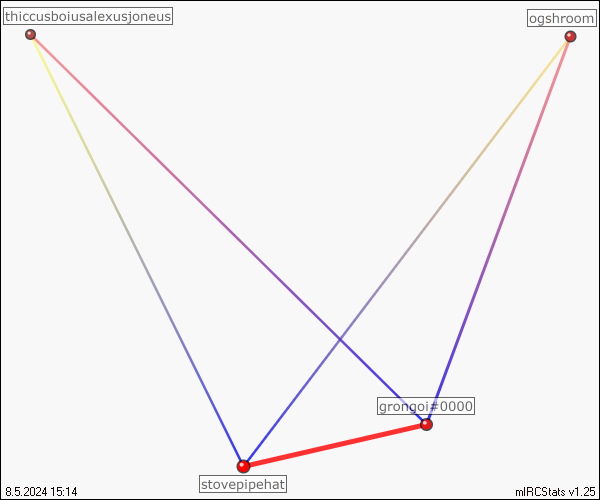 thiccusboiusalexusjoneus
ogshroom
grongoi#0000
stovepipehat
8.5.2024 15:14
mIRCStats v1.25